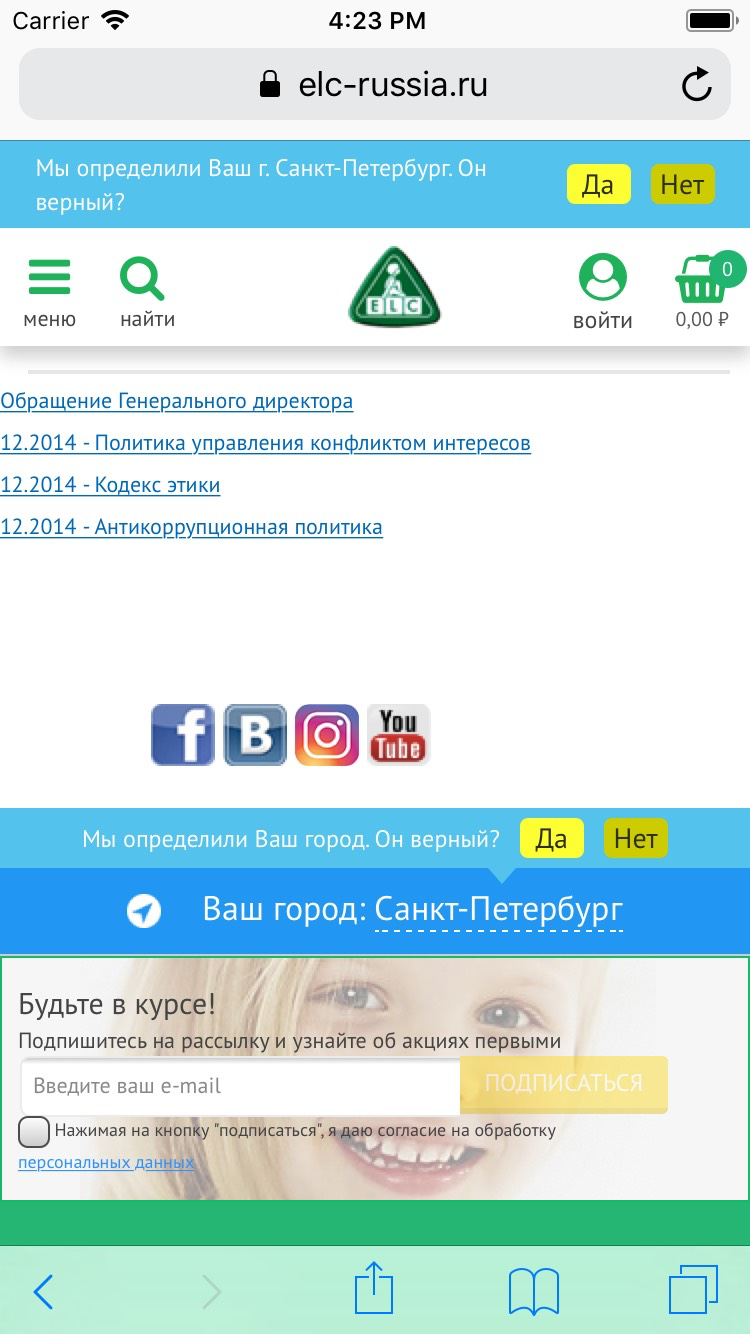 Carrier 4:23 PM
elc-russia.ru
Мы определили Ваш г. Санкт-Петербург. Он
верный?
Да Нет
меню
найти
ELC
войти
0
0,00 ₽
Обращение Генерального директора
12.2014 - Политика управления конфликтом интересов
12.2014 - Кодекс этики
12.2014 - Антикоррупционная политика
f B You
Tube
Мы определили Ваш город. Он верный? Да Нет
Ваш город: Санкт-Петербург
Будьте в курсе!
Подпишитесь на рассылку и узнайте об акциях первыми
Введите ваш e-mail ПОДПИСАТЬСЯ
Нажимая на кнопку "подписаться", я даю согласие на обработку
персональных данных